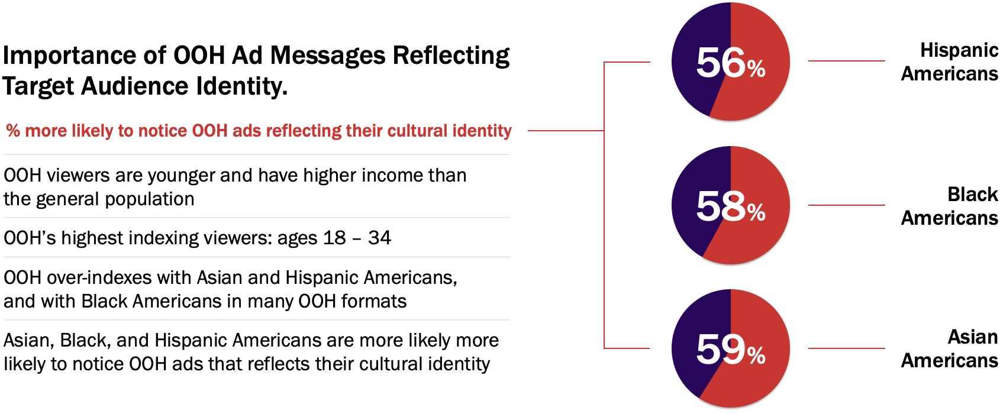 Importance of OOH Ad Messages Reflecting
Target Audience Identity.
% more likely to notice OOH ads reflecting their cultural identity
OOH viewers are younger and have higher income than
the general population
OOH’s highest indexing viewers: ages 18 – 34
OOH over-indexes with Asian and Hispanic Americans,
and with Black Americans in many OOH formats
Asian, Black, and Hispanic Americans are more likely more
likely to notice OOH ads that reflects their cultural identity
56%
Hispanic
Americans
58%
Black
Americans
59%
Asian
Americans